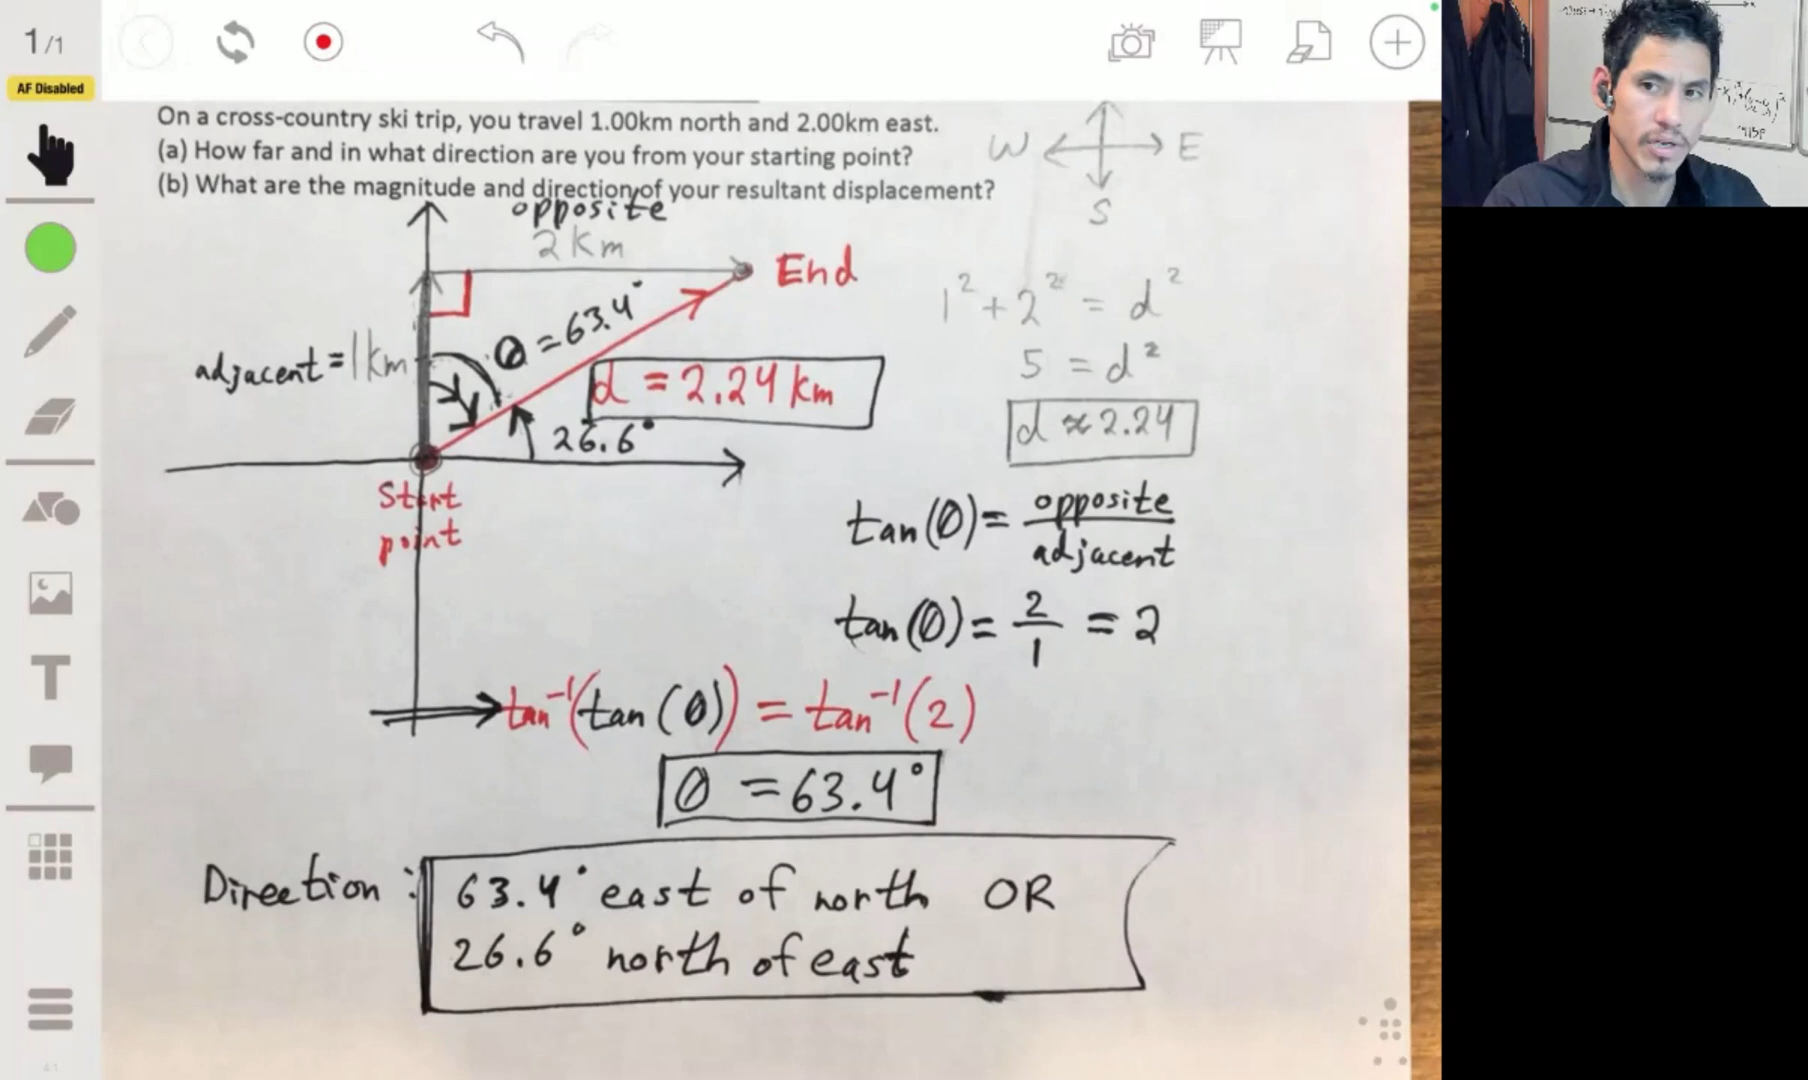 1/1
AF Disabled
On a cross-country ski trip, you travel 1.00km north and 2.00km east.
(a) How far and in what direction are you from your starting point?
(b) What are the magnitude and direction of your resultant displacement?
W E
S
opposite
2 km
End
θ = 63.4°
adjacent = 1 km
d = 2.24 km
26.6°
Start
point
1² + 2² = d²
5 = d²
d ≈ 2.24
tan(θ) = opposite
adjacent
tan(θ) = 2/1 = 2
tan⁻¹(tan(θ)) = tan⁻¹(2)
θ = 63.4°
Direction : 63.4° east of north OR
26.6° north of east
T